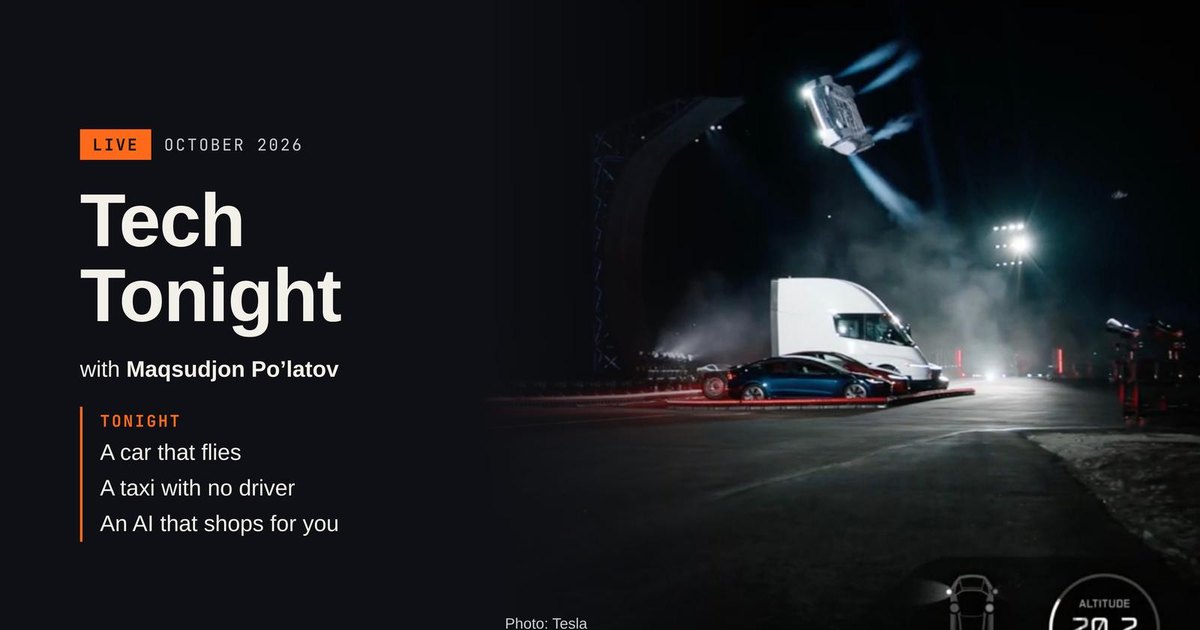 LIVE OCTOBER 2026
Tech
Tonight
with Maqsudjon Po’latov
TONIGHT
A car that flies
A taxi with no driver
An AI that shops for you
Photo: Tesla
ALTITUDE